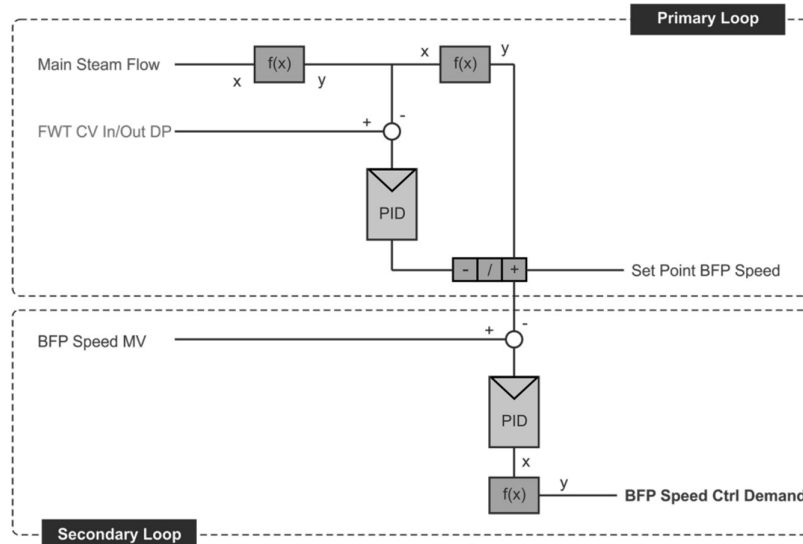 Primary Loop
Main Steam Flow
x
f(x)
y
x
f(x)
y
FWT CV In/Out DP
+
-
PID
- / +
Set Point BFP Speed
BFP Speed MV
+
-
PID
x
f(x)
y
BFP Speed Ctrl Demand
Secondary Loop